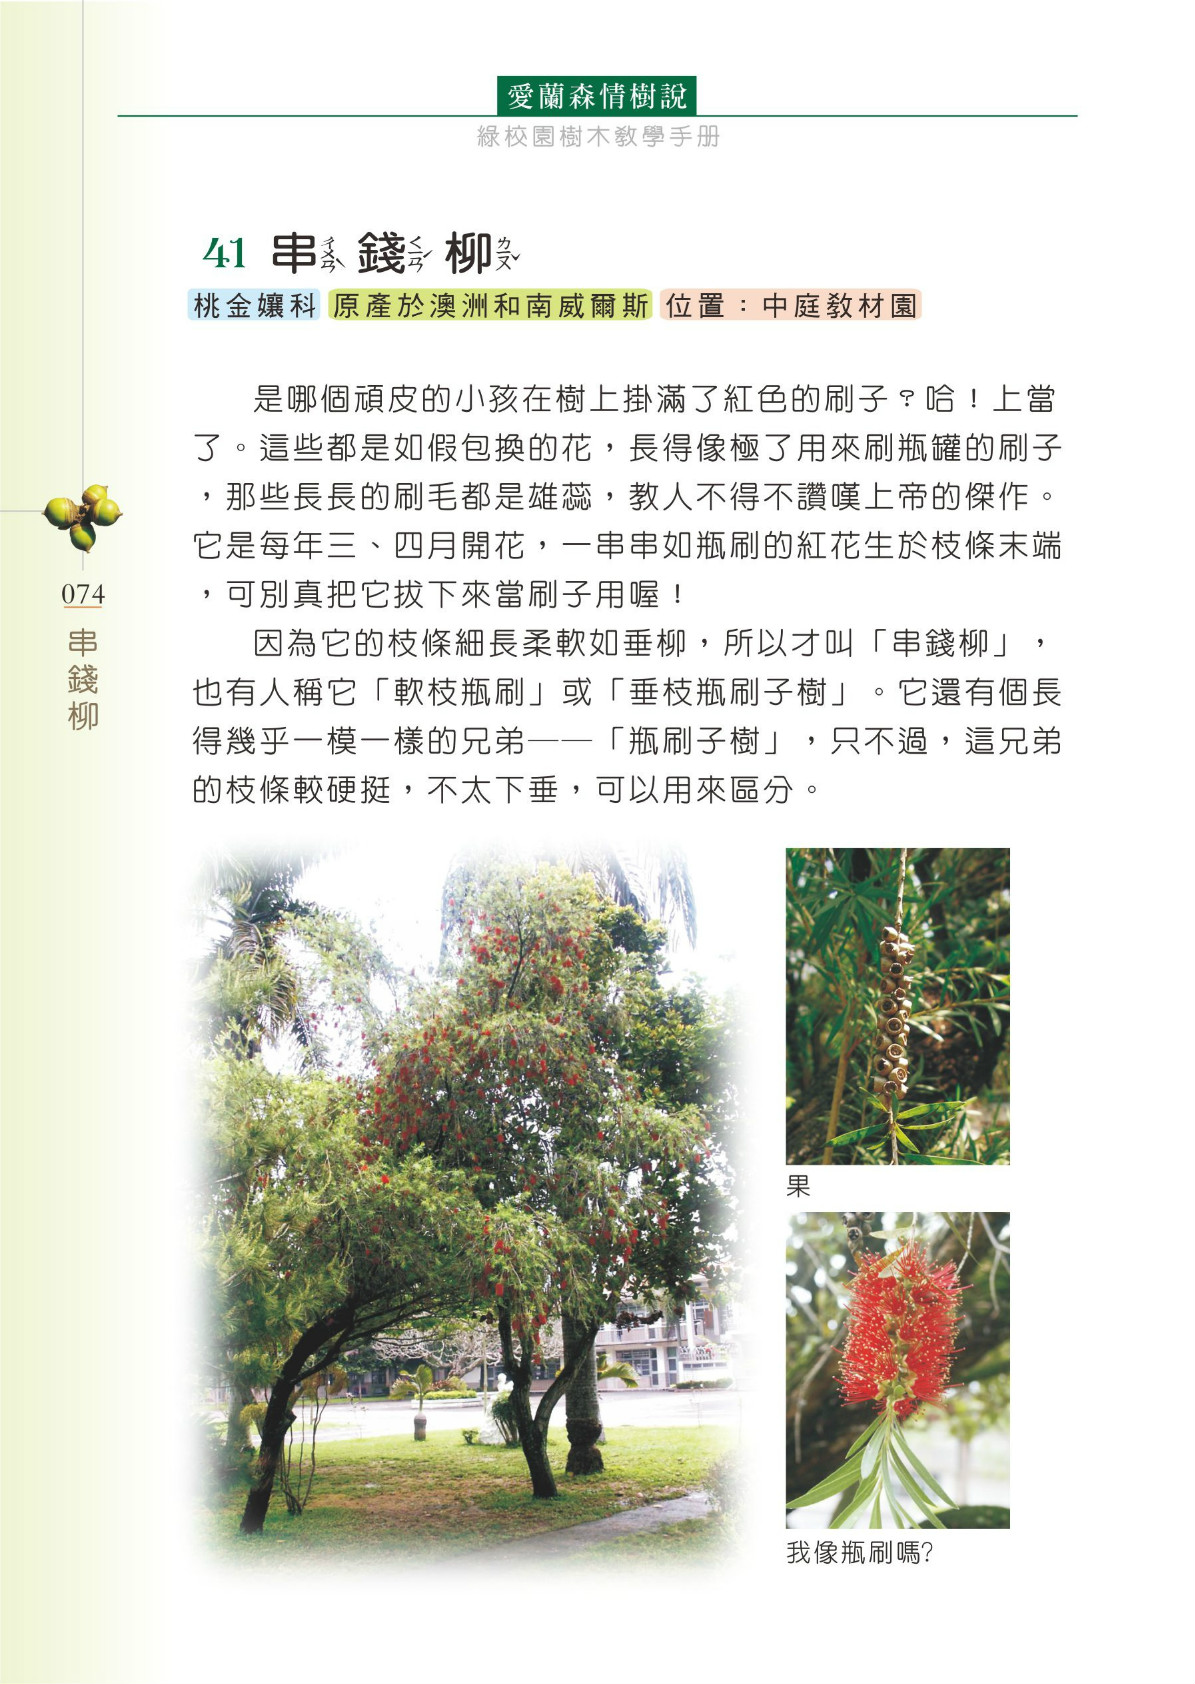 愛蘭森情樹說
綠校園樹木教學手册
41 串ㄔㄨㄢˋ 錢ㄑㄧㄢˊ 柳ㄌㄧㄡˇ
桃金孃科 原產於澳洲和南威爾斯 位置：中庭教材園
是哪個頑皮的小孩在樹上掛滿了紅色的刷子？哈！上當
了。這些都是如假包換的花，長得像極了用來刷瓶罐的刷子
，那些長長的刷毛都是雄蕊，教人不得不讚嘆上帝的傑作。
它是每年三、四月開花，一串串如瓶刷的紅花生於枝條末端
，可別真把它拔下來當刷子用喔！
因為它的枝條細長柔軟如垂柳，所以才叫「串錢柳」，
也有人稱它「軟枝瓶刷」或「垂枝瓶刷子樹」。它還有個長
得幾乎一模一樣的兄弟——「瓶刷子樹」，只不過，這兄弟
的枝條較硬挺，不太下垂，可以用來區分。
果
我像瓶刷嗎?
074
串錢柳